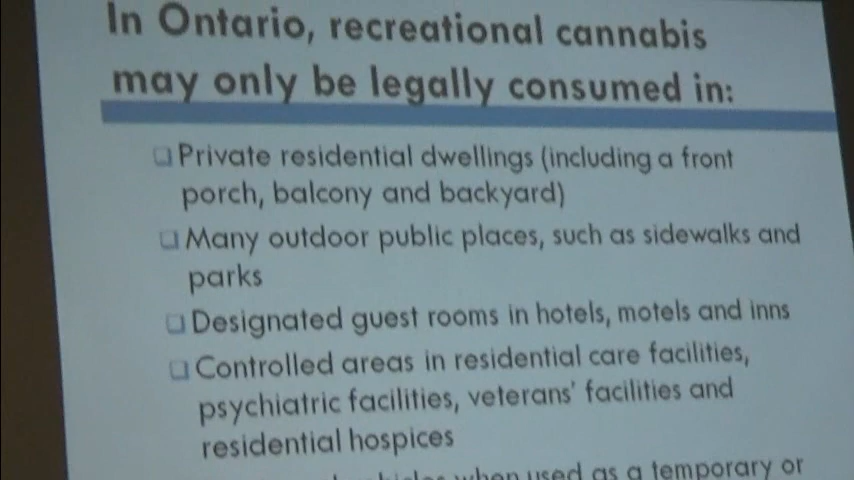 In Ontario, recreational cannabis
may only be legally consumed in:
Private residential dwellings (including a front
porch, balcony and backyard)
Many outdoor public places, such as sidewalks and
parks
Designated guest rooms in hotels, motels and inns
Controlled areas in residential care facilities,
psychiatric facilities, veterans' facilities and
residential hospices
when used as a temporary or